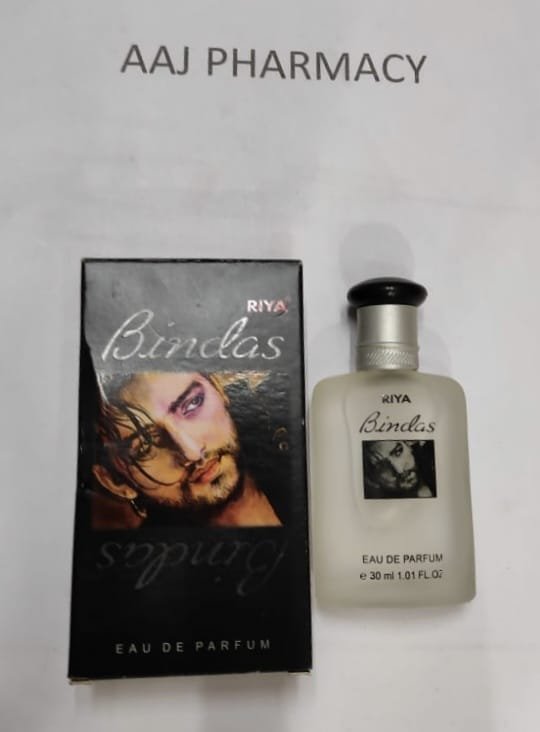 AAJ PHARMACY
RIYA
Bindas
Bindas
EAU DE PARFUM
RIYA
Bindas
EAU DE PARFUM
e 30 ml 1.01 FL.OZ